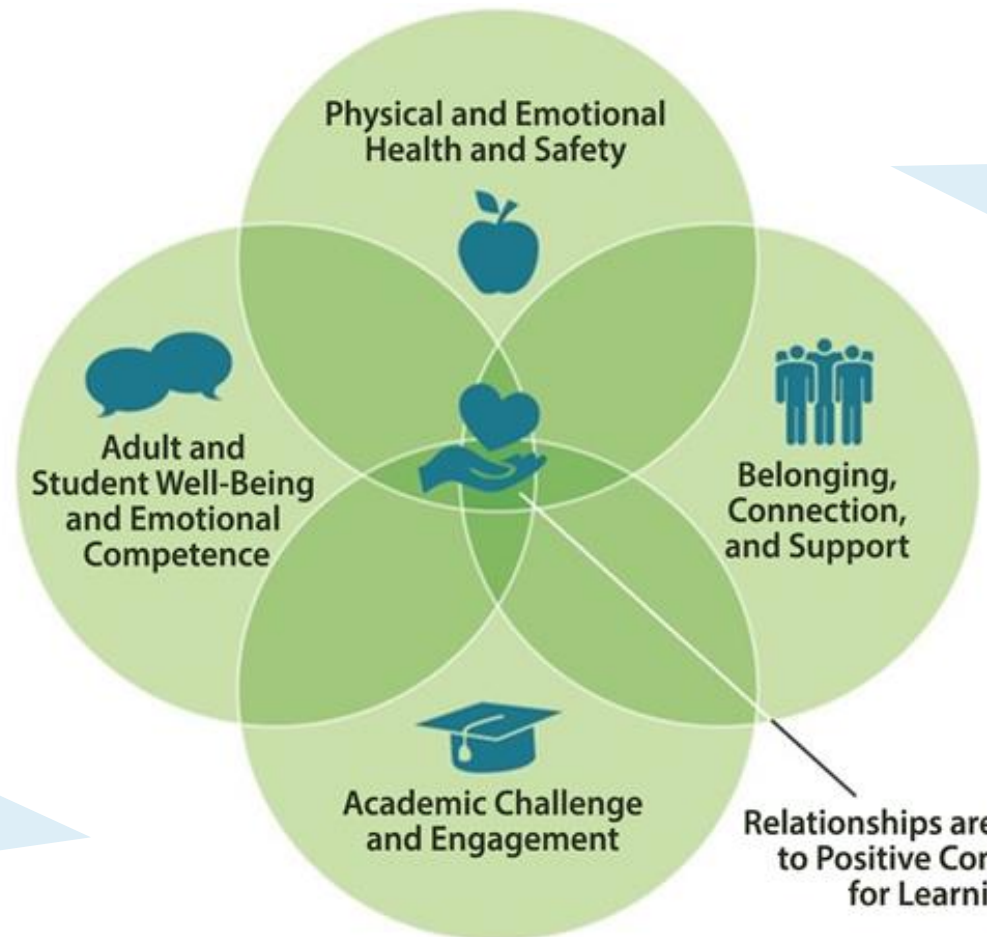 Physical and Emotional
Health and Safety
Adult and
Student Well-Being
and Emotional
Competence
Belonging,
Connection,
and Support
Academic Challenge
and Engagement
Relationships are
to Positive
for